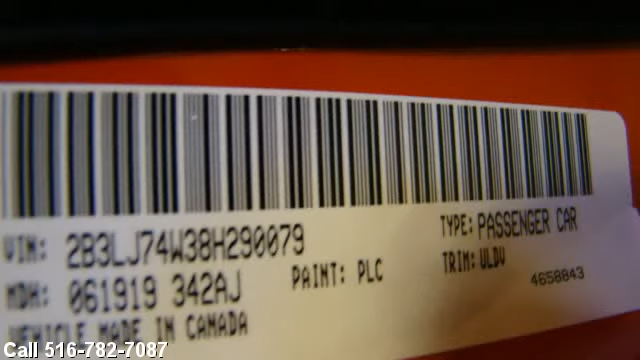 VIN: 2B3LJ74W38H290079 TYPE: PASSENGER CAR
MDH: 061919 342AJ PAINT: PLC TRIM: ULDV
4658843
VEHICLE MADE IN CANADA
Call 516-782-7087